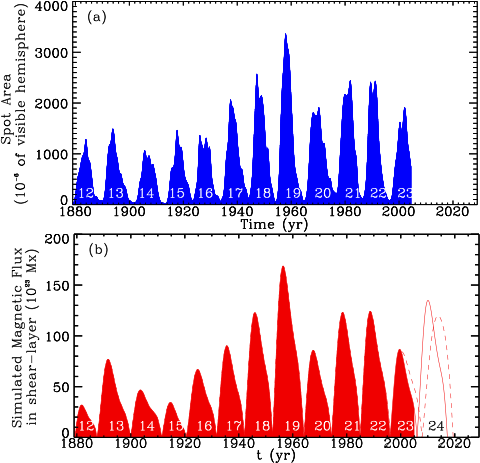 (a)
4000
3000
2000
1000
0
Spot Area
(10⁻⁶ of visible hemisphere)
12 13 14 15 16 17 18 19 20 21 22 23
1880 1900 1920 1940 1960 1980 2000 2020
Time (yr)
(b)
200
150
100
50
0
Simulated Magnetic Flux
in shear-layer (10²³ Mx)
12 13 14 15 16 17 18 19 20 21 22 23 24
1880 1900 1920 1940 1960 1980 2000 2020
t (yr)